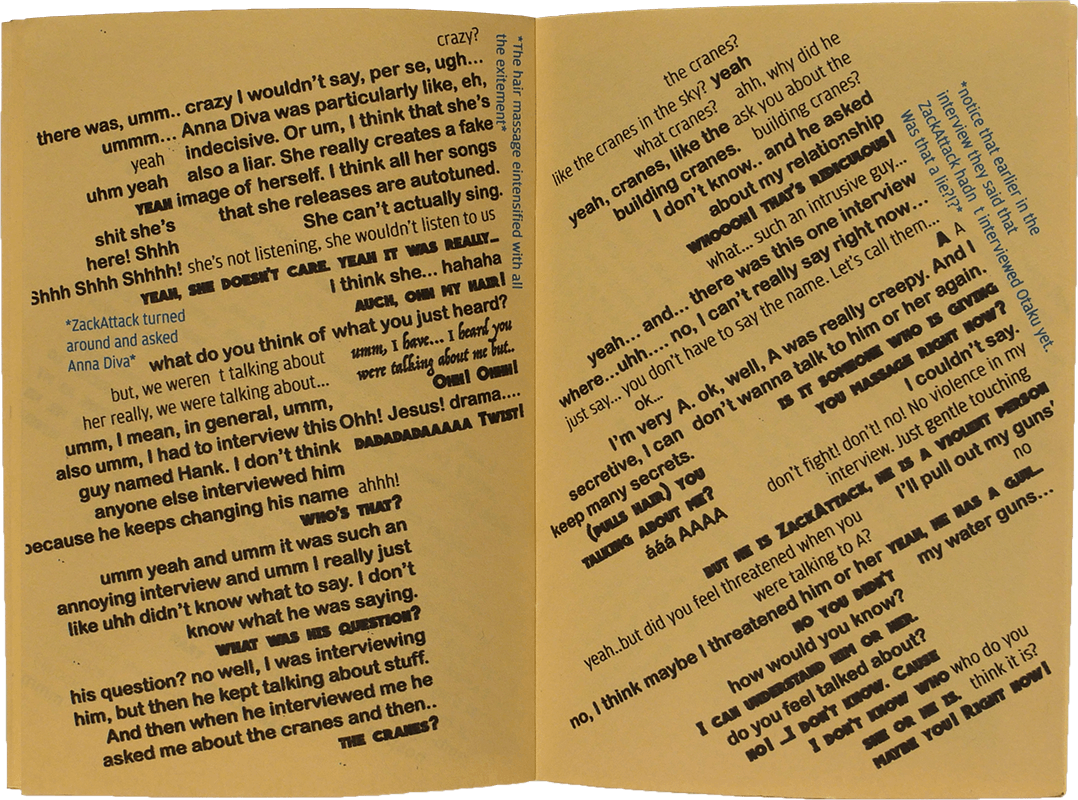 crazy?
there was, umm.. crazy I wouldn't say, per se, ugh...
ummm... Anna Diva was particularly like, eh,
yeah indecisive. Or um, I think that she's
uhm yeah also a liar. She really creates a fake
YEAH image of herself. I think all her songs
that she releases are autotuned.
shit she's She can't actually sing.
here! Shhh
Shhh Shhh Shhhh! she's not listening, she wouldn't listen to us
YEAH, SHE DOESN'T CARE. YEAH IT WAS REALLY...
I think she... hahaha
AUCH, OHH MY HAIR!
*The hair massage eintensified with all
the exitement*
*ZackAttack turned
around and asked
Anna Diva*
what do you think of what you just heard?
umm, I have... I heard you
were talking about me but..
OHH! OHH!
but, we weren t talking about
her really, we were talking about...
umm, I mean, in general, umm,
also umm, I had to interview this Ohh! Jesus! drama....
guy named Hank. I don't think DADADADAAAAA TWIST!
anyone else interviewed him
because he keeps changing his name ahhh!
WHO'S THAT?
umm yeah and umm it was such an
annoying interview and umm I really just
like uhh didn't know what to say. I don't
know what he was saying.
WHAT WAS HIS QUESTION?
his question? no well, I was interviewing
him, but then he kept talking about stuff.
And then when he interviewed me he
asked me about the cranes and then..
THE CRANES?
the cranes?
like the cranes in the sky? yeah
what cranes? ahh, why did he
yeah, cranes, like the ask you about the
building cranes. building cranes?
I don't know.. and he asked
about my relationship
WHOOOH! THAT'S RIDICULOUS!
what... such an intrusive guy...
yeah... and... there was this one interview
where...uhh.... no, I can't really say right now...
just say... you don't have to say the name. Let's call them...
ok... A A
I'm very A. ok, well, A was really creepy. And I
secretive, I can don't wanna talk to him or her again.
keep many secrets. IS IT SOMEONE WHO IS GIVING
(PULLS HAIR) YOU YOU MASSAGE RIGHT NOW?
TALKING ABOUT ME? I couldn't say.
ááá AAAA
don't fight! don't! no! No violence in my
interview. Just gentle touching
BUT HE IS ZACKATTACK, HE IS A VIOLENT PERSON
I'll pull out my guns'
no
yeah..but did you feel threatened when you
were talking to A?
no, I think maybe I threatened him or her YEAH, HE HAS A GUN...
NO YOU DIDN'T my water guns...
how would you know?
I CAN UNDERSTAND HIM OR HER.
do you feel talked about?
NO! ...I DON'T KNOW. CAUSE
I DON'T KNOW WHO who do you
SHE OR HE IS. think it is?
MAYBE YOU! RIGHT NOW!
*notice that earlier in the
interview they said that
ZackAttack hadn t interviewed Otaku yet.
Was that a lie?!?*